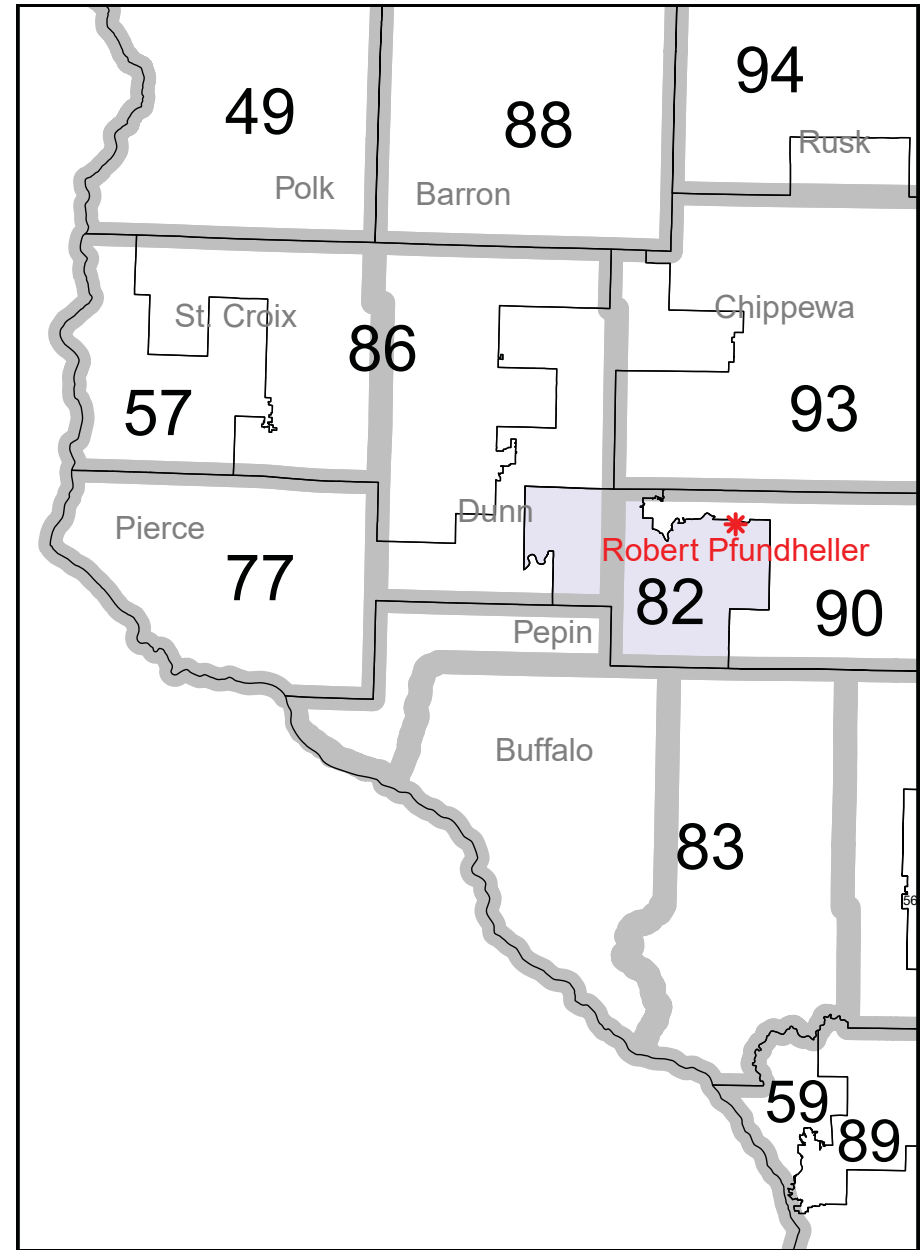 94
49
88
Rusk
Polk
Barron
Chippewa
St. Croix
86
57
93
Dunn
Pierce
Robert Pfundheller
77
82
90
Pepin
Buffalo
83
56
59
89